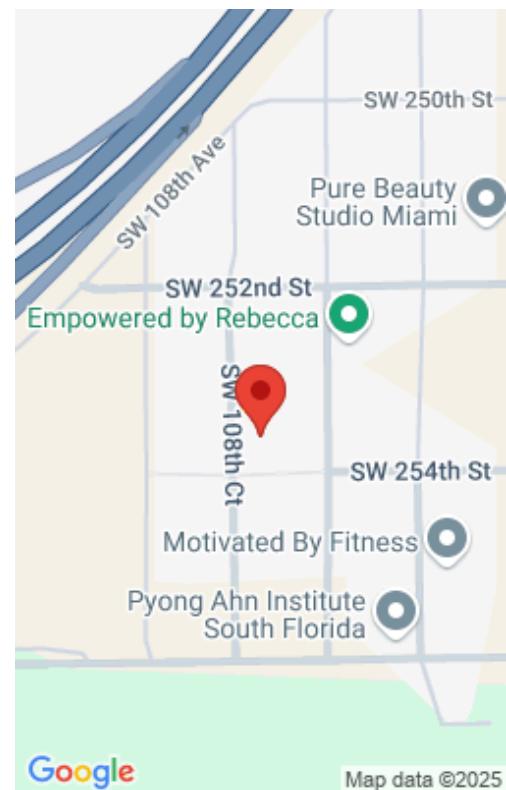 SW 250th St
SW 108th Ave
Pure Beauty
Studio Miami
SW 252nd St
Empowered by Rebecca
SW 108th Ct
SW 254th St
Motivated By Fitness
Pyong Ahn Institute
South Florida
Google
Map data ©2025